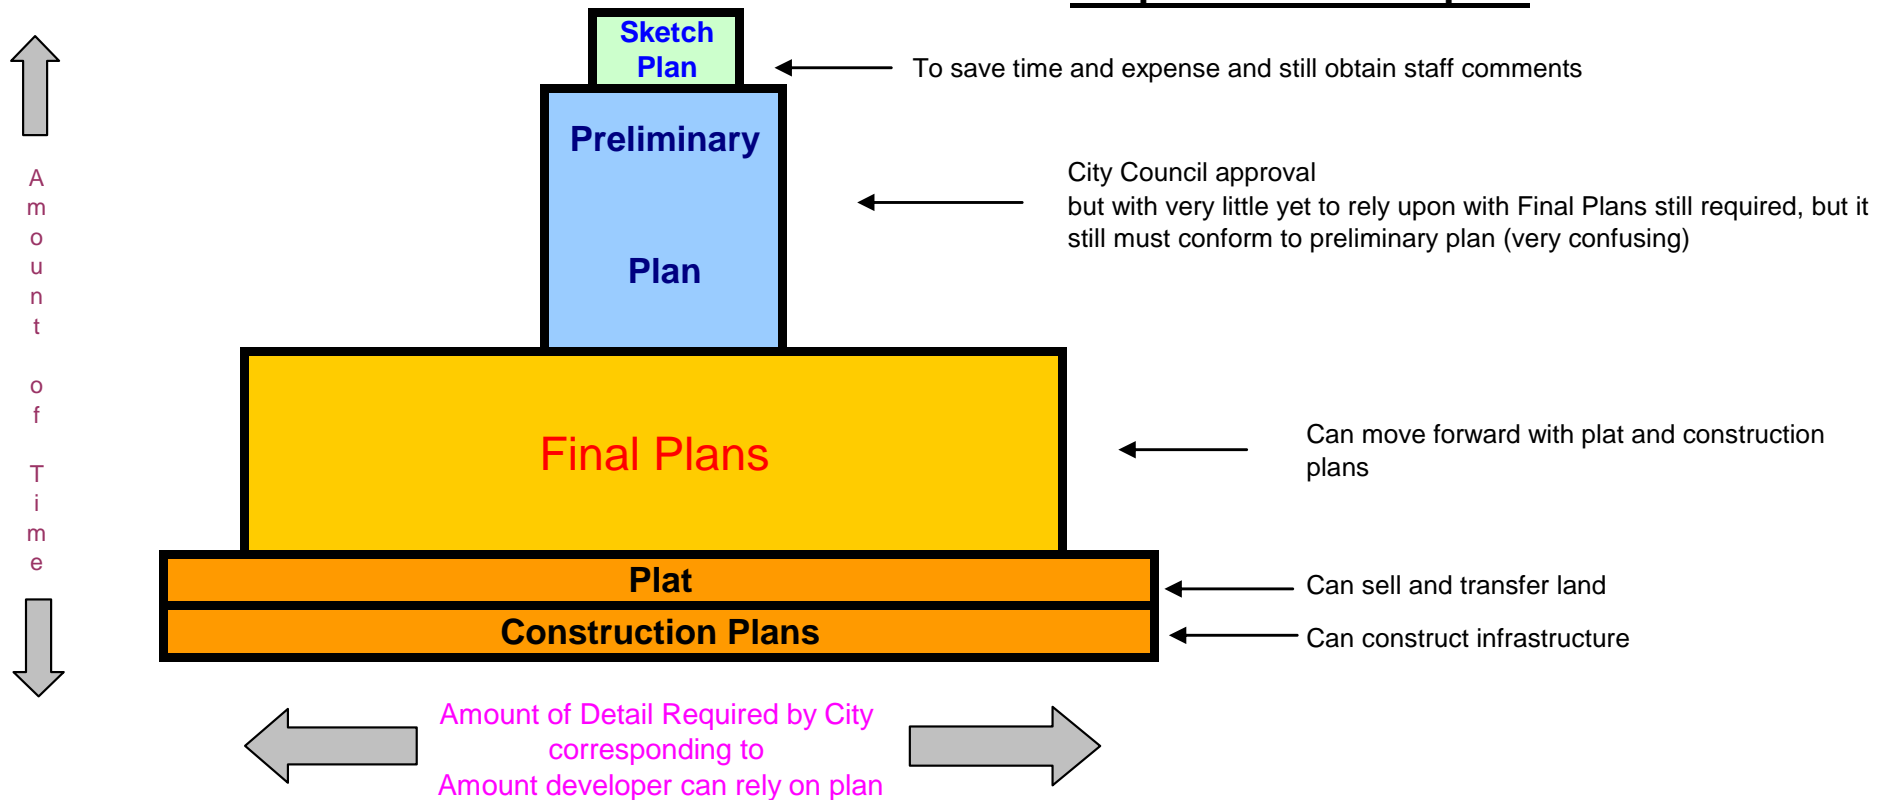 Sketch
Plan
To save time and expense and still obtain staff comments
Preliminary
Plan
City Council approval
but with very little yet to rely upon with Final Plans still required, but it
still must conform to preliminary plan (very confusing)
Amount of Time
Final Plans
Can move forward with plat and construction
plans
Plat
Can sell and transfer land
Construction Plans
Can construct infrastructure
Amount of Detail Required by City
corresponding to
Amount developer can rely on plan